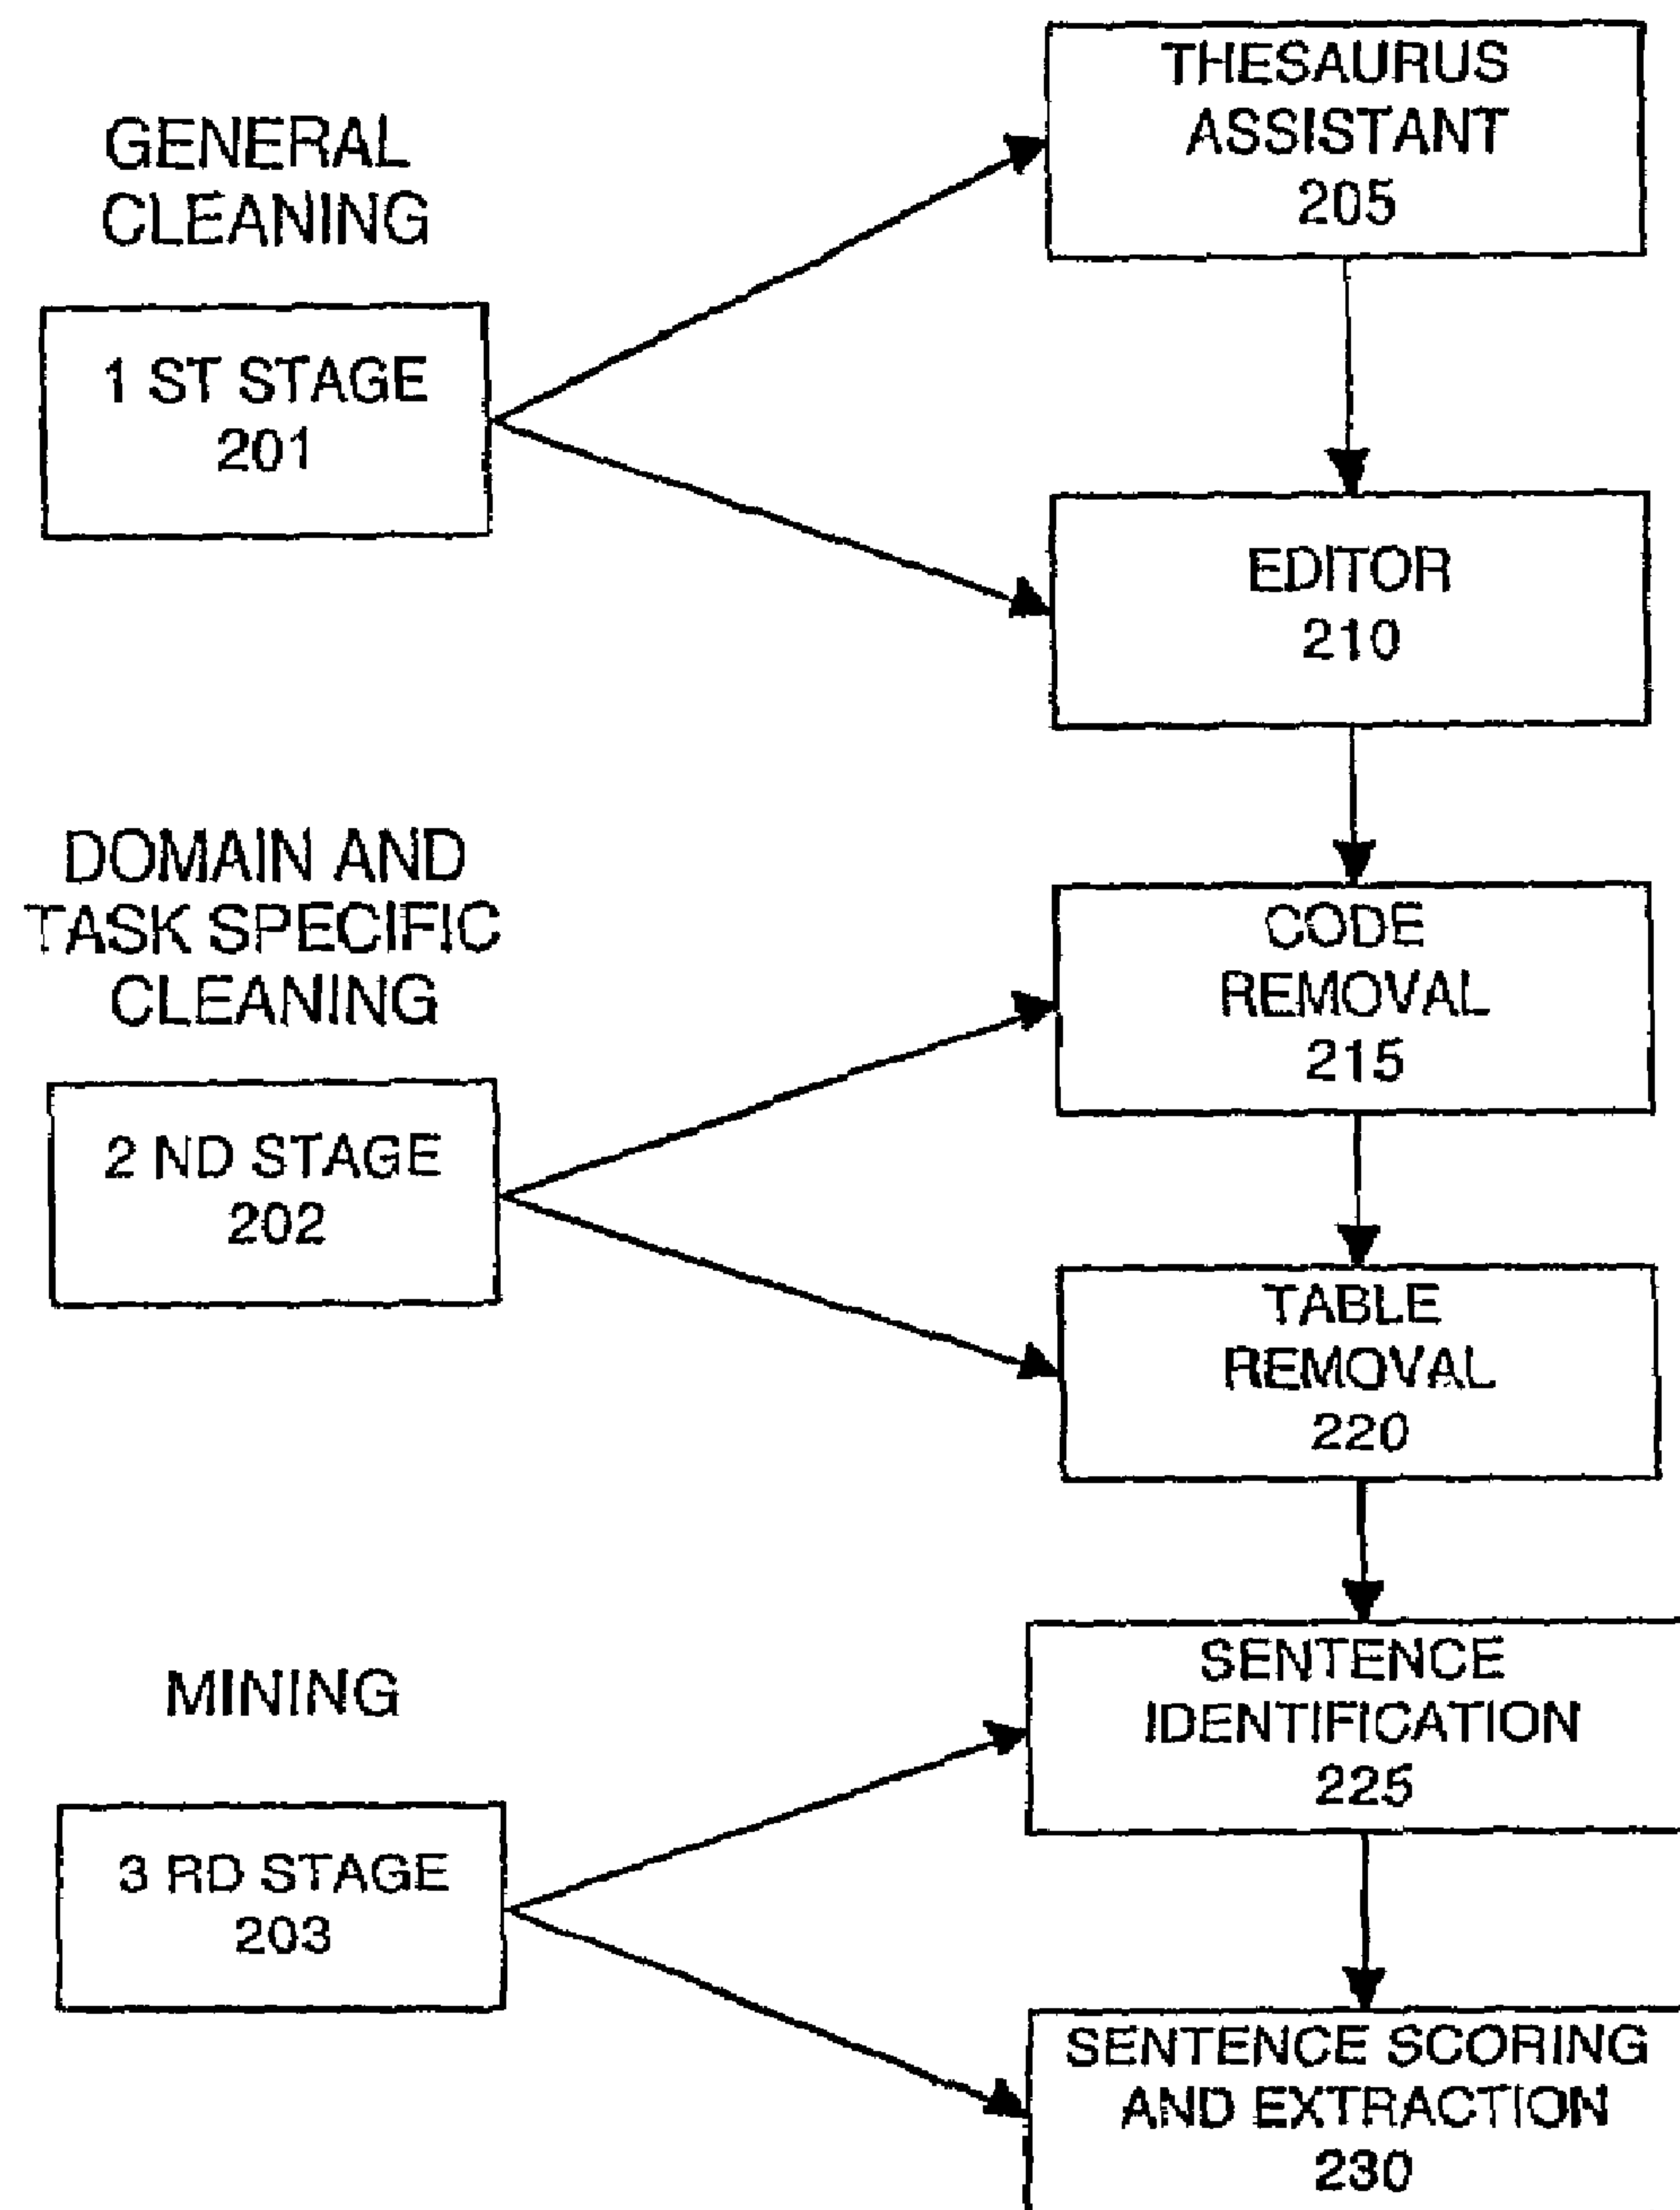 THESAURUS
ASSISTANT
205
GENERAL
CLEANING
1 ST STAGE
201
EDITOR
210
DOMAIN AND
TASK SPECIFIC
CLEANING
CODE
REMOVAL
215
2 ND STAGE
202
TABLE
REMOVAL
220
MINING
SENTENCE
IDENTIFICATION
225
3 RD STAGE
203
SENTENCE SCORING
AND EXTRACTION
230